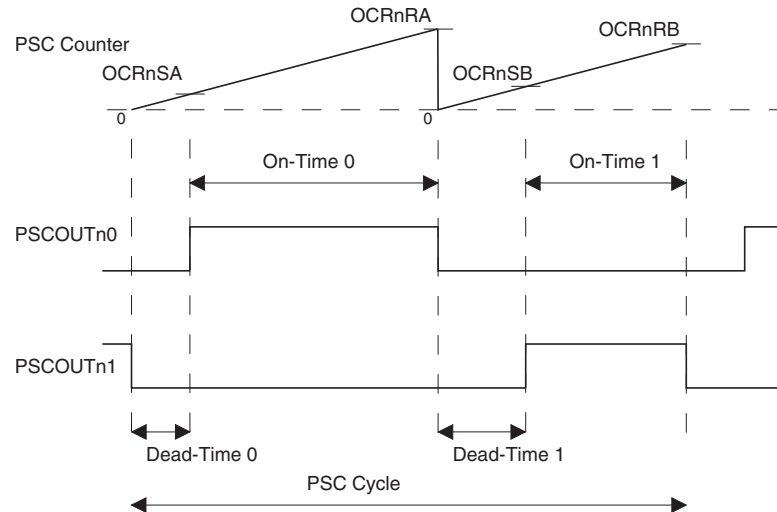 OCRnRA
OCRnRB
PSC Counter
OCRnSA
OCRnSB
0
0
On-Time 0
On-Time 1
PSCOUTn0
PSCOUTn1
Dead-Time 0
Dead-Time 1
PSC Cycle